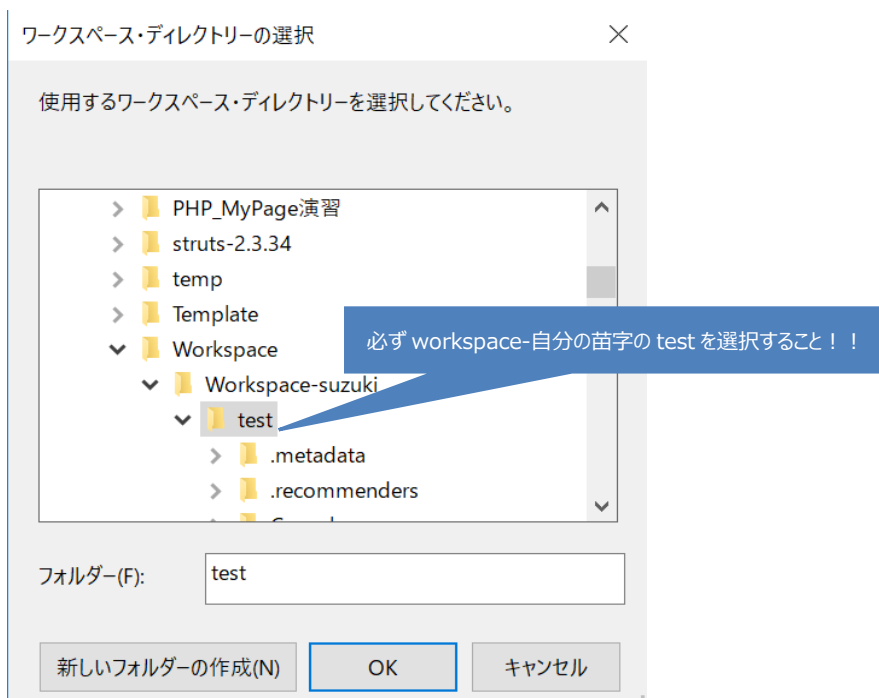 ワークスペース・ディレクトリーの選択
使用するワークスペース・ディレクトリーを選択してください。
PHP_MyPage演習
struts-2.3.34
temp
Template
必ず workspace-自分の苗字の test を選択すること！！
Workspace
Workspace-suzuki
test
.metadata
.recommenders
フォルダー(F):
test
新しいフォルダーの作成(N)
OK
キャンセル